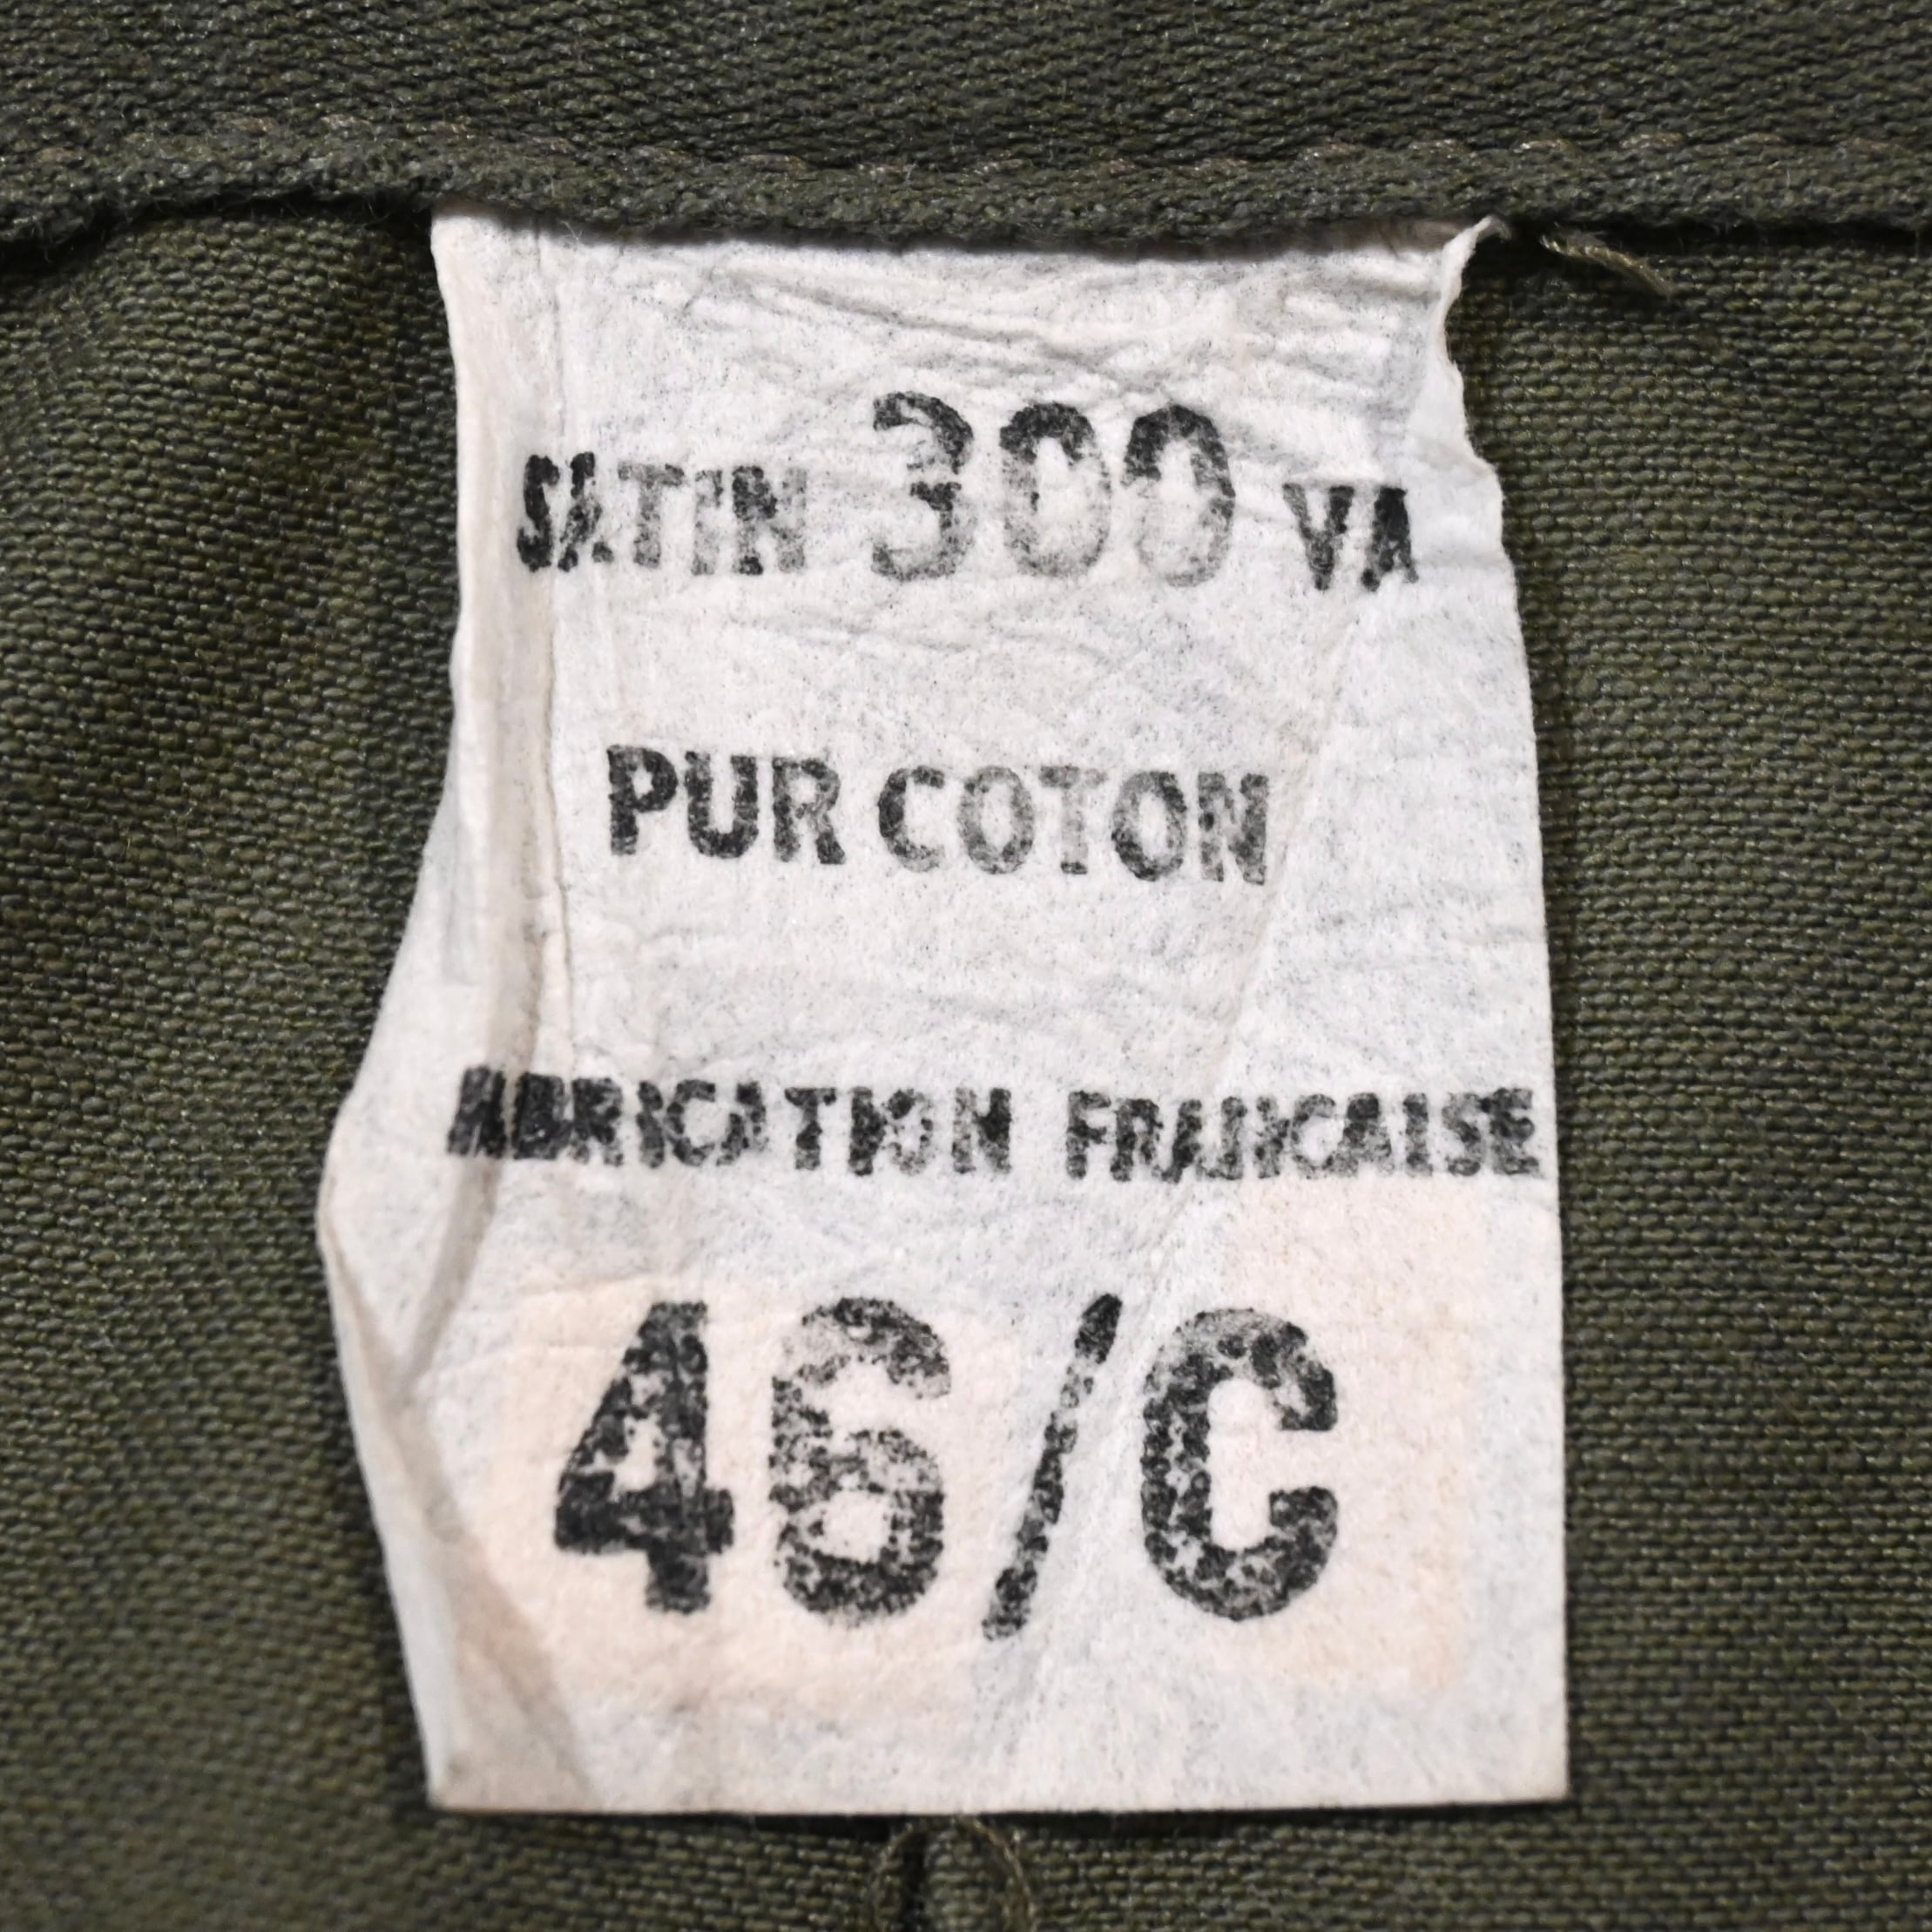 SATIN 300 VA
PUR COTON
FABRICATION FRANCAISE
46/C